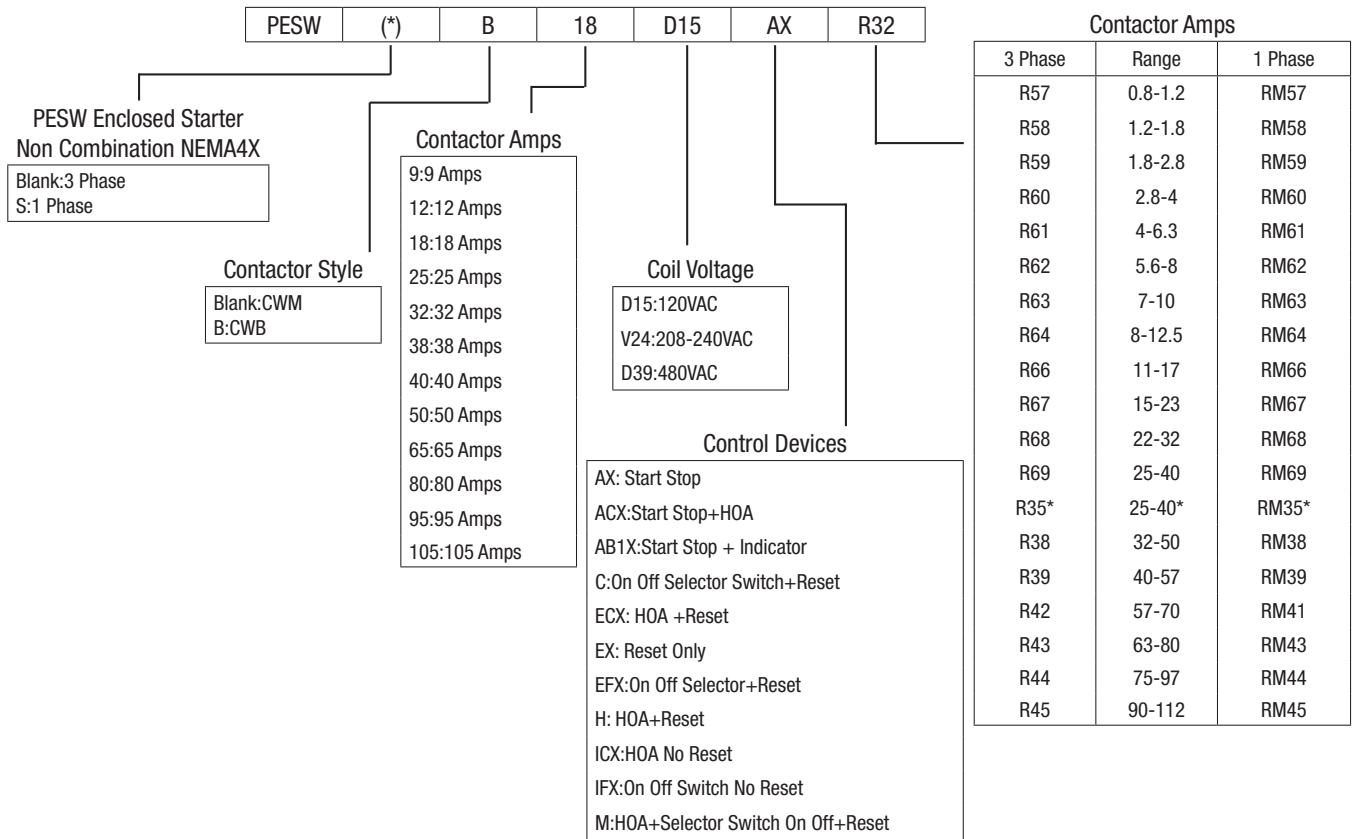 PESW (*) B 18 D15 AX R32
PESW Enclosed Starter
Non Combination NEMA4X
Blank:3 Phase
S:1 Phase
Contactor Style
Blank:CWM
B:CWB
Contactor Amps
9:9 Amps
12:12 Amps
18:18 Amps
25:25 Amps
32:32 Amps
38:38 Amps
40:40 Amps
50:50 Amps
65:65 Amps
80:80 Amps
95:95 Amps
105:105 Amps
Coil Voltage
D15:120VAC
V24:208-240VAC
D39:480VAC
Control Devices
AX: Start Stop
ACX:Start Stop+HOA
AB1X:Start Stop + Indicator
C:On Off Selector Switch+Reset
ECX: HOA +Reset
EX: Reset Only
EFX:On Off Selector+Reset
H: HOA+Reset
ICX:HOA No Reset
IFX:On Off Switch No Reset
M:HOA+Selector Switch On Off+Reset
Contactor Amps
3 Phase Range 1 Phase
R57 0.8-1.2 RM57
R58 1.2-1.8 RM58
R59 1.8-2.8 RM59
R60 2.8-4 RM60
R61 4-6.3 RM61
R62 5.6-8 RM62
R63 7-10 RM63
R64 8-12.5 RM64
R66 11-17 RM66
R67 15-23 RM67
R68 22-32 RM68
R69 25-40 RM69
R35* 25-40* RM35*
R38 32-50 RM38
R39 40-57 RM39
R42 57-70 RM41
R43 63-80 RM43
R44 75-97 RM44
R45 90-112 RM45